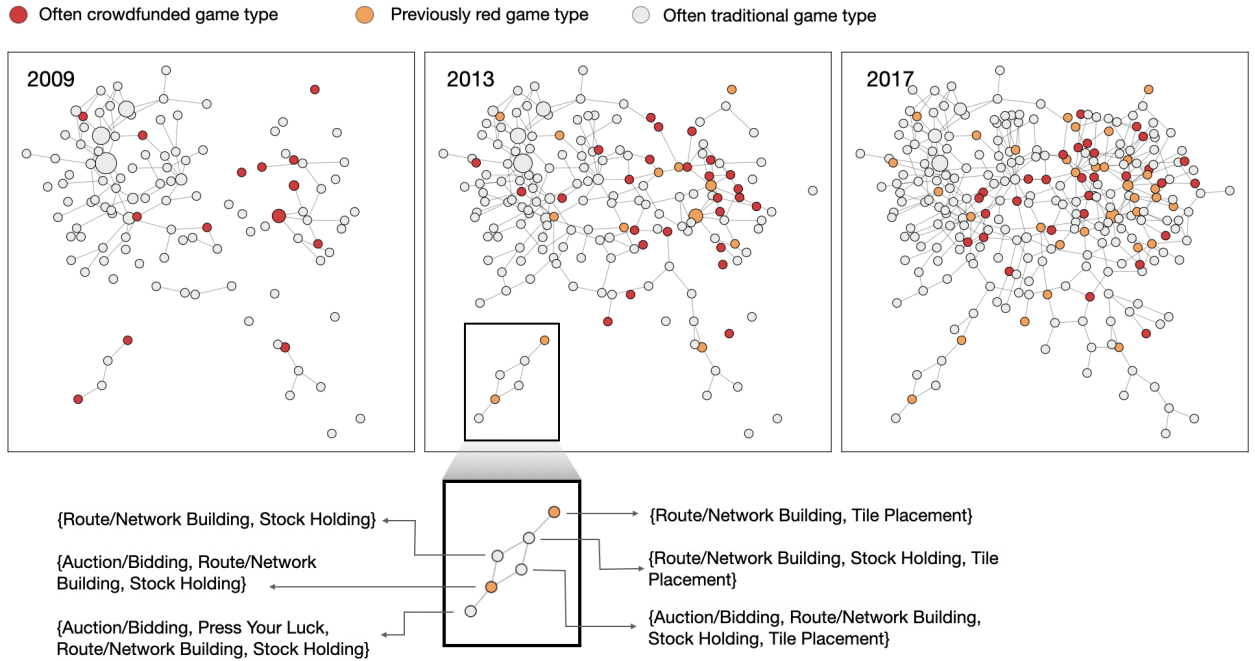 Often crowdfunded game type
Previously red game type
Often traditional game type
2009
2013
2017
{Route/Network Building, Stock Holding}
{Auction/Bidding, Route/Network
Building, Stock Holding}
{Auction/Bidding, Press Your Luck,
Route/Network Building, Stock Holding}
{Route/Network Building, Tile Placement}
{Route/Network Building, Stock Holding, Tile
Placement}
{Auction/Bidding, Route/Network Building,
Stock Holding, Tile Placement}